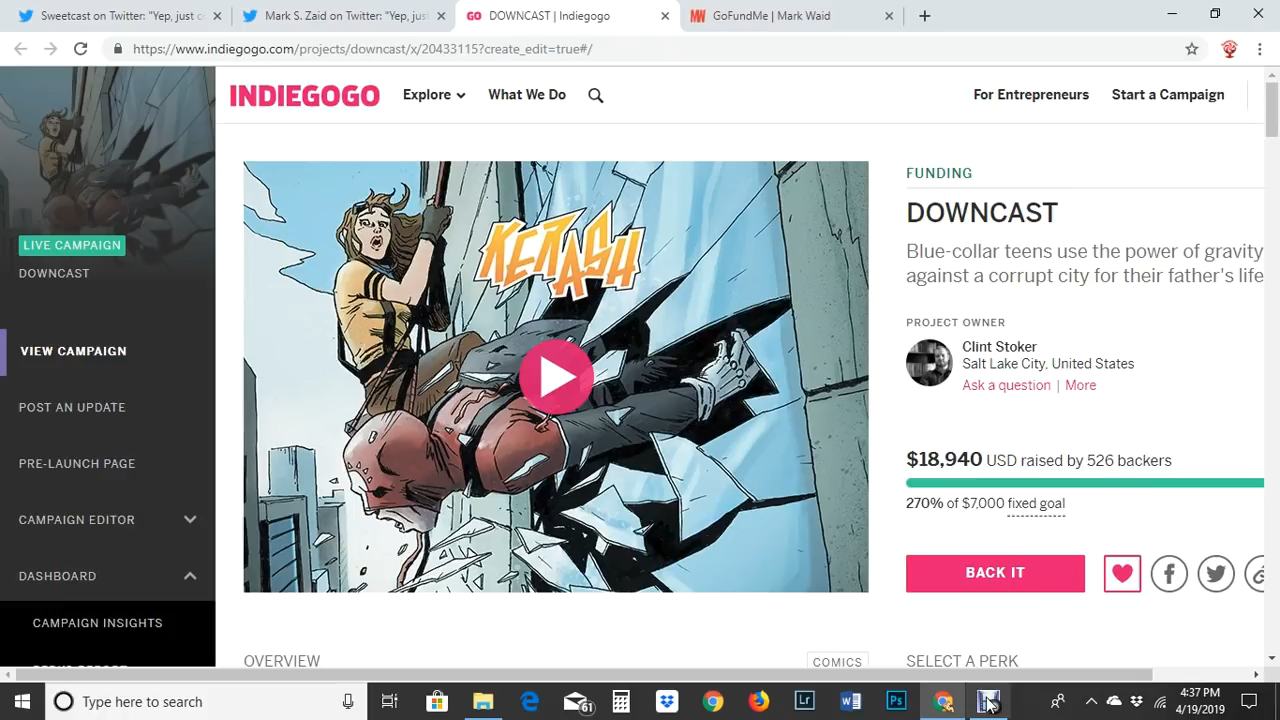 Sweetcast on Twitter: "Yep, just o
Mark S. Zaid on Twitter: "Yep, jus
DOWNCAST | Indiegogo
GoFundMe | Mark Waid
https://www.indiegogo.com/projects/downcast/x/20433115?create_edit=true#/
INDIEGOGO
Explore
What We Do
For Entrepreneurs
Start a Campaign
LIVE CAMPAIGN
DOWNCAST
VIEW CAMPAIGN
POST AN UPDATE
PRE-LAUNCH PAGE
CAMPAIGN EDITOR
DASHBOARD
CAMPAIGN INSIGHTS
KERASH
FUNDING
DOWNCAST
Blue-collar teens use the power of gravity
against a corrupt city for their father's life
PROJECT OWNER
Clint Stoker
Salt Lake City, United States
Ask a question | More
$18,940 USD raised by 526 backers
270% of $7,000 fixed goal
BACK IT
OVERVIEW
COMICS
SELECT A PERK
Type here to search
61
Lr
Ps
4:37 PM
4/19/2019